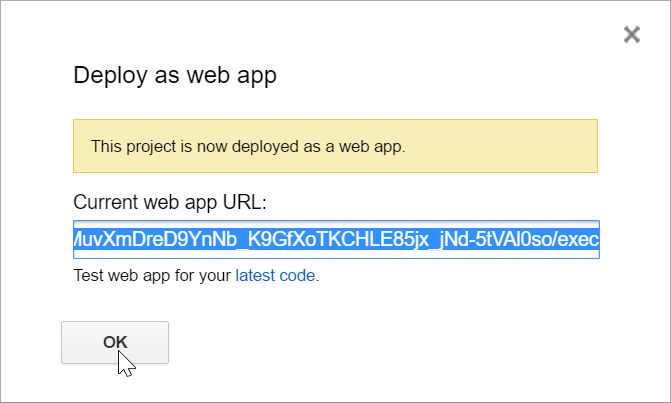 Deploy as web app
This project is now deployed as a web app.
Current web app URL:
MuvXmDreD9YnNb_K9GfXoTKCHLE85jx_jNd-5tVAl0so/exec
Test web app for your latest code.
OK